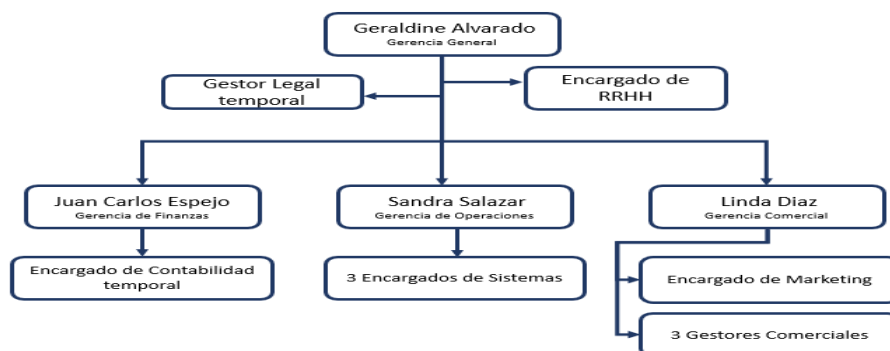 Geraldine Alvarado
Gerencia General
Gestor Legal
temporal
Encargado de
RRHH
Juan Carlos Espejo
Gerencia de Finanzas
Sandra Salazar
Gerencia de Operaciones
Linda Diaz
Gerencia Comercial
Encargado de Contabilidad
temporal
3 Encargados de Sistemas
Encargado de Marketing
3 Gestores Comerciales